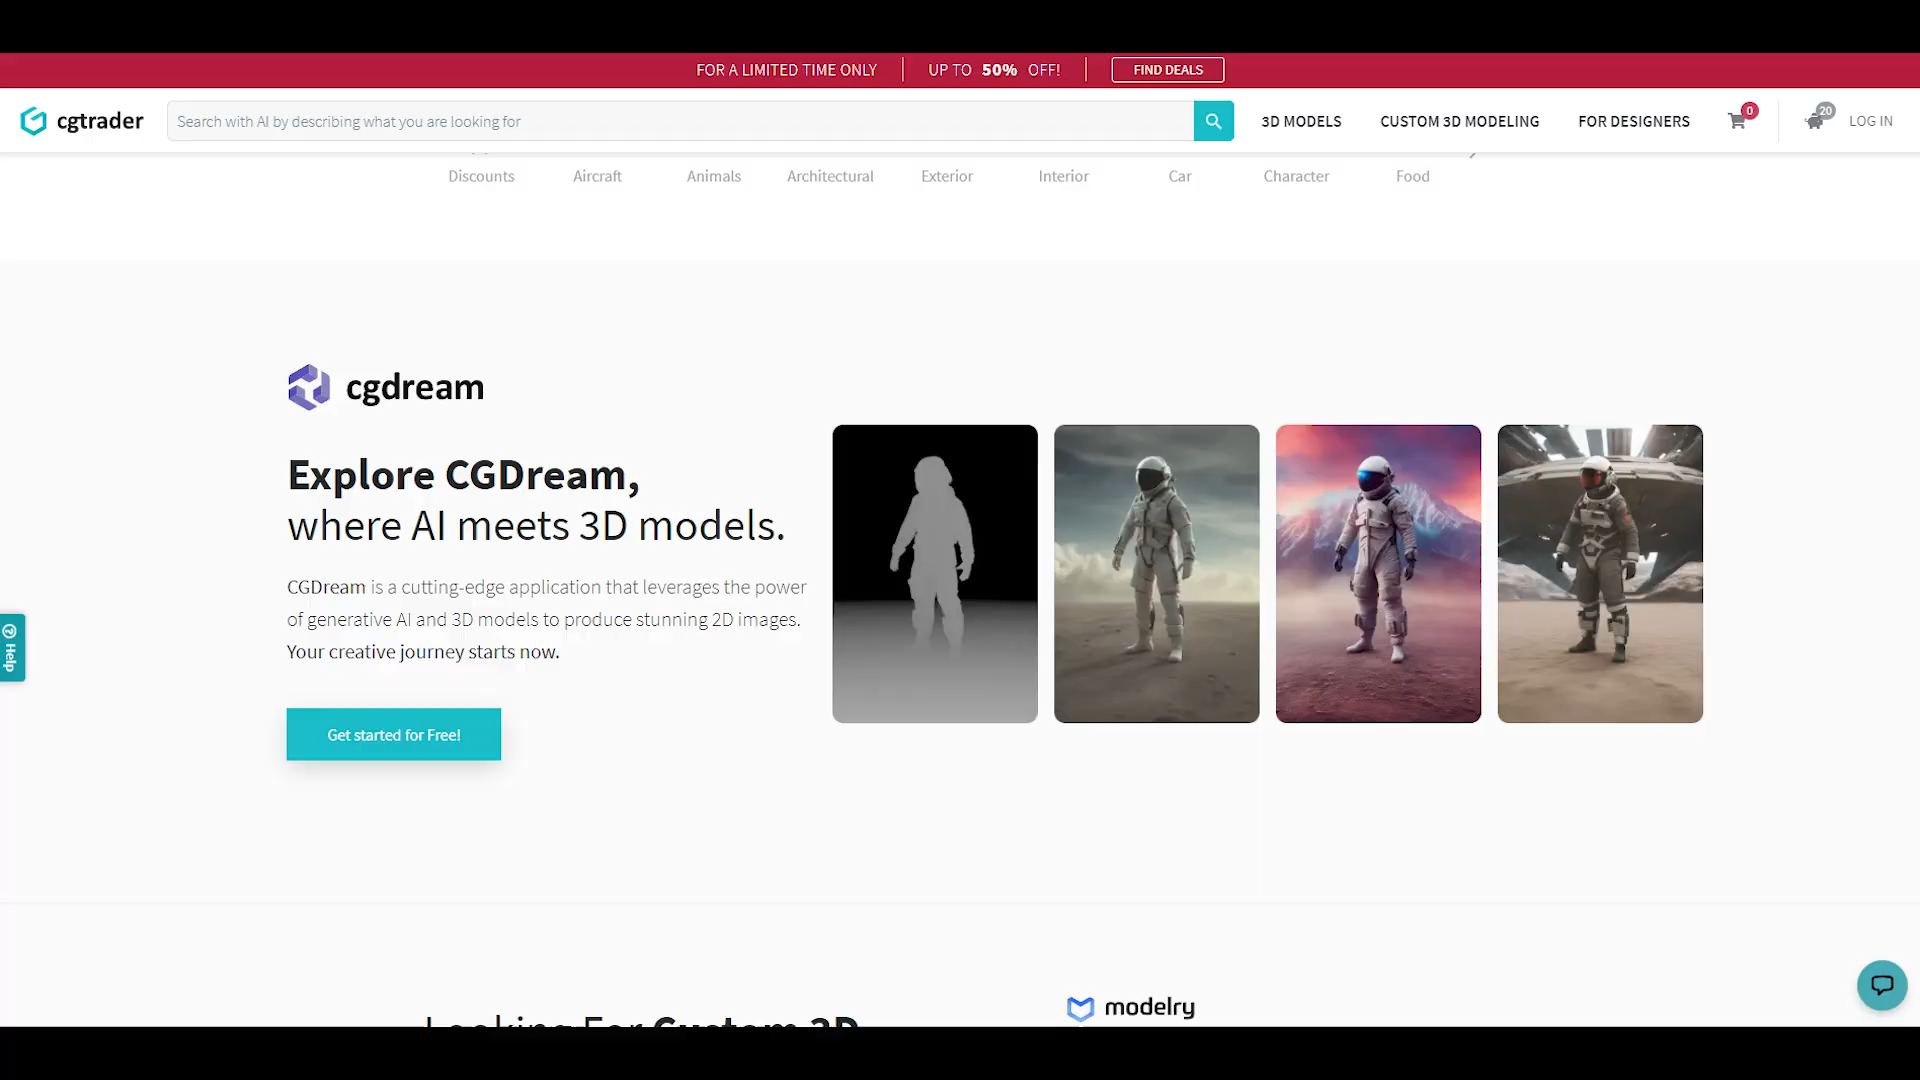 FOR A LIMITED TIME ONLY
UP TO 50% OFF!
FIND DEALS
cgtrader
Search with AI by describing what you are looking for
3D MODELS
CUSTOM 3D MODELING
FOR DESIGNERS
0
20
LOG IN
Discounts
Aircraft
Animals
Architectural
Exterior
Interior
Car
Character
Food
cgdream
Explore CGDream,
where AI meets 3D models.
CGDream is a cutting-edge application that leverages the power
of generative AI and 3D models to produce stunning 2D images.
Your creative journey starts now.
Get started for Free!
Help
Looking For Custom 3D
modelry